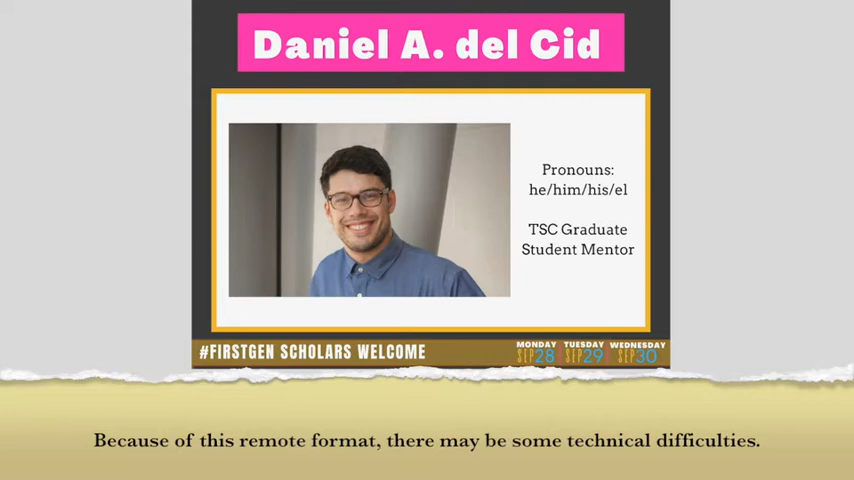 Daniel A. del Cid
Pronouns:
he/him/his/el
TSC Graduate
Student Mentor
#FIRSTGEN SCHOLARS WELCOME
MONDAY TUESDAY WEDNESDAY
SEP28 SEP29 SEP30
Because of this remote format, there may be some technical difficulties.